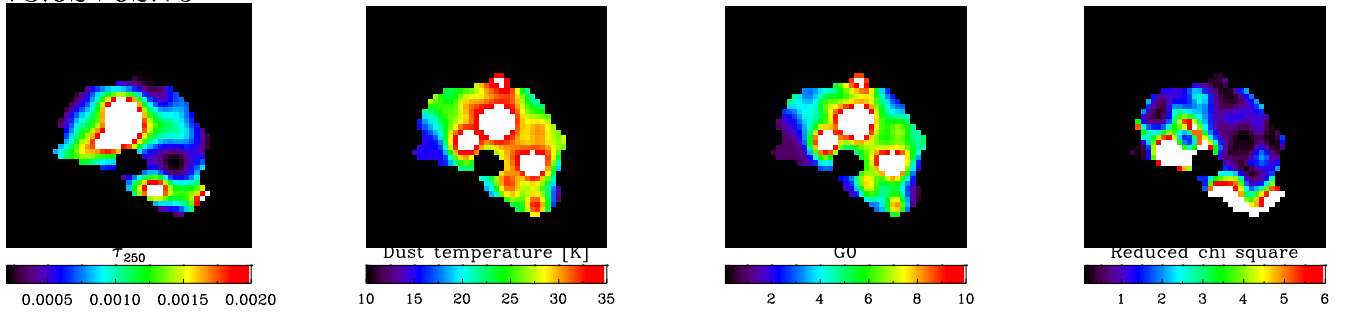 τ250
0.0005 0.0010 0.0015 0.0020
Dust temperature [K]
10 15 20 25 30 35
G0
2 4 6 8 10
Reduced chi square
1 2 3 4 5 6